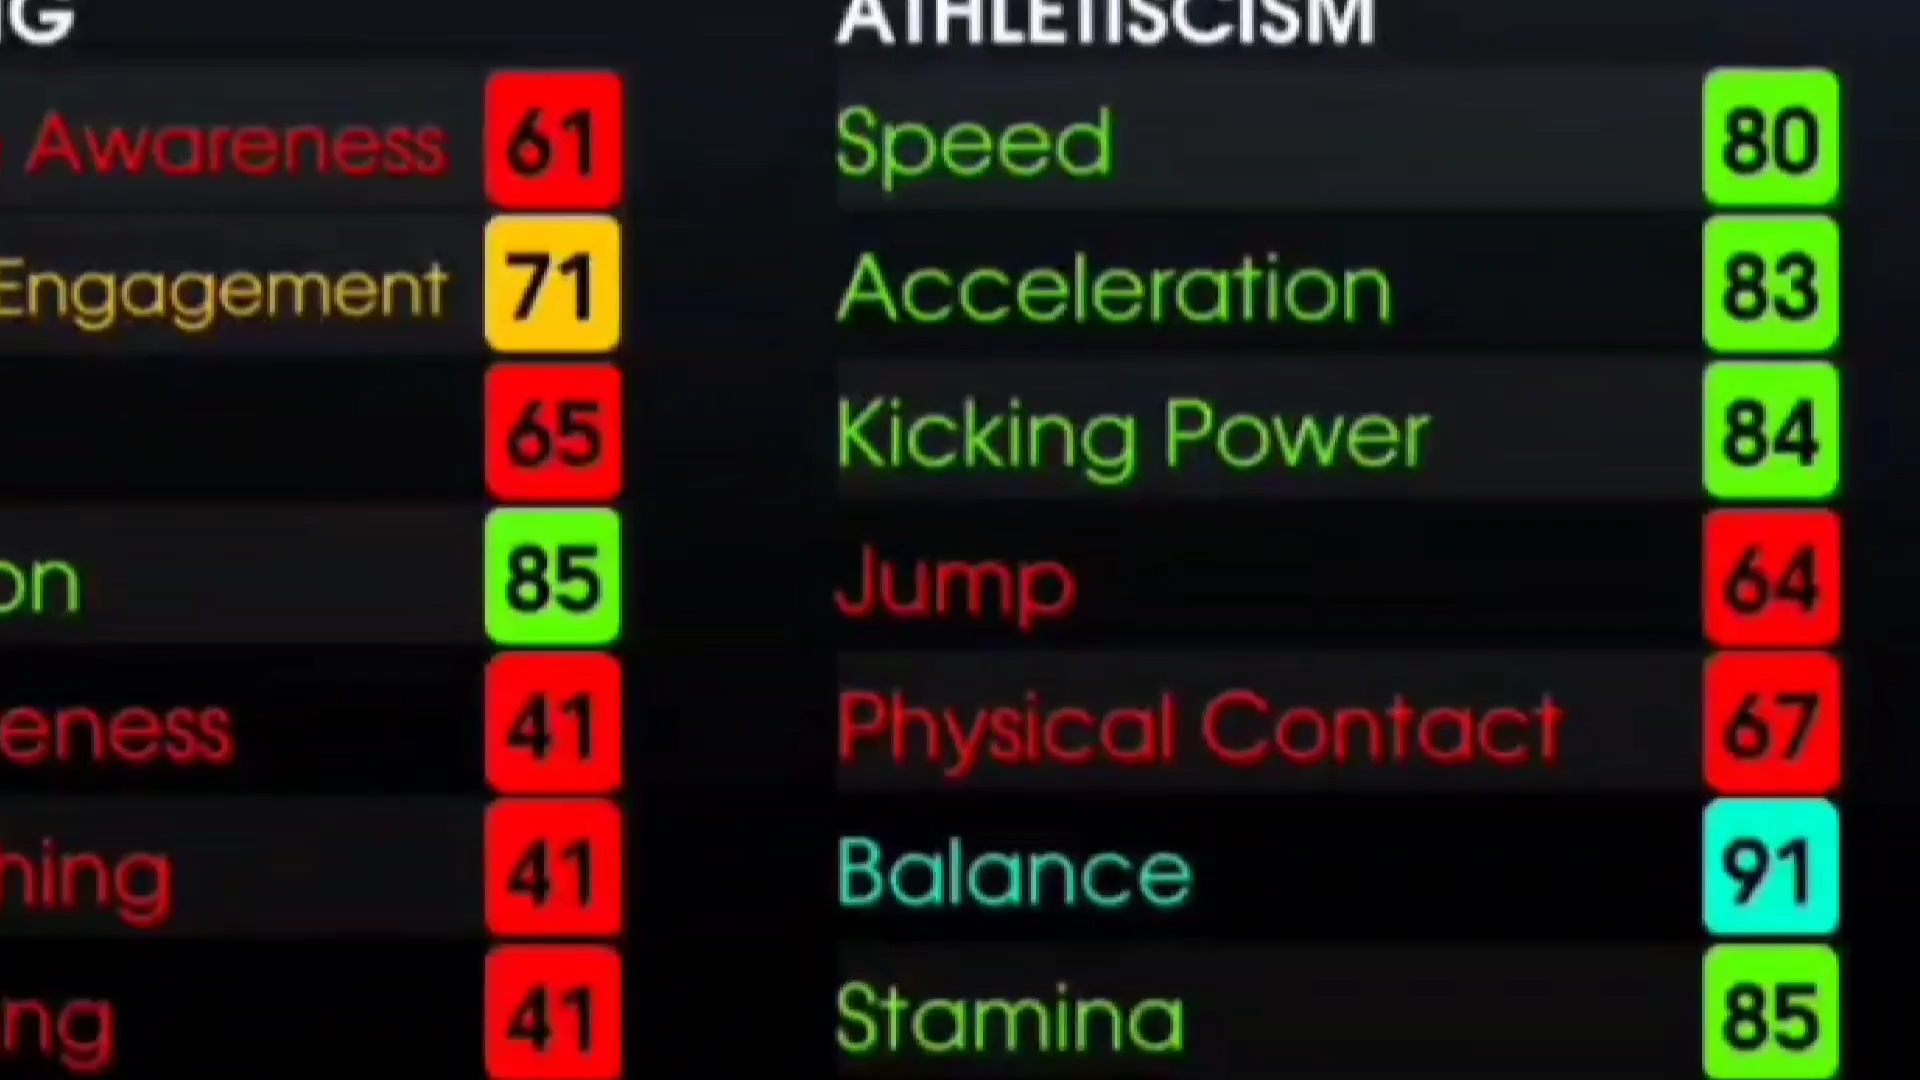 NG
Awareness 61
Engagement 71
65
on 85
eness 41
hing 41
ng 41
ATHLETISCISM
Speed 80
Acceleration 83
Kicking Power 84
Jump 64
Physical Contact 67
Balance 91
Stamina 85